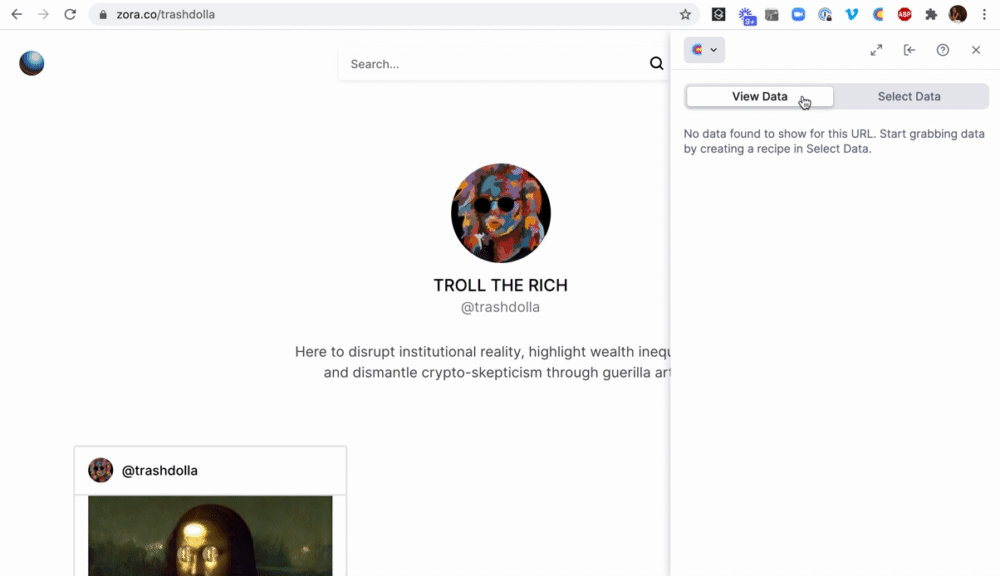 zora.co/trashdolla
9+
ABP
Search...
View Data
Select Data
No data found to show for this URL. Start grabbing data
by creating a recipe in Select Data.
TROLL THE RICH
@trashdolla
Here to disrupt institutional reality, highlight wealth inequ
and dismantle crypto-skepticism through guerilla art
@trashdolla